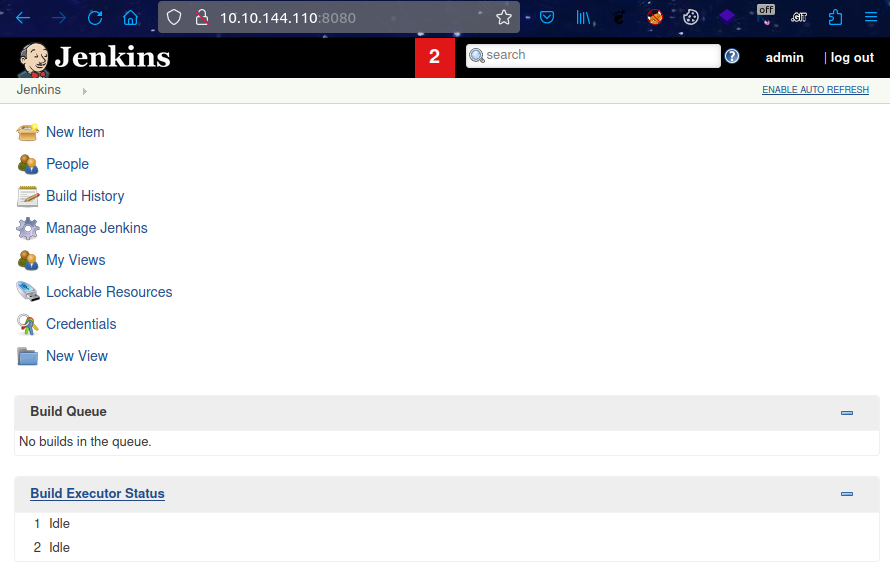 10.10.144.110:8080
off
.GIT
Jenkins
2
search
?
admin
| log out
Jenkins
ENABLE AUTO REFRESH
New Item
People
Build History
Manage Jenkins
My Views
Lockable Resources
Credentials
New View
Build Queue
No builds in the queue.
Build Executor Status
1 Idle
2 Idle